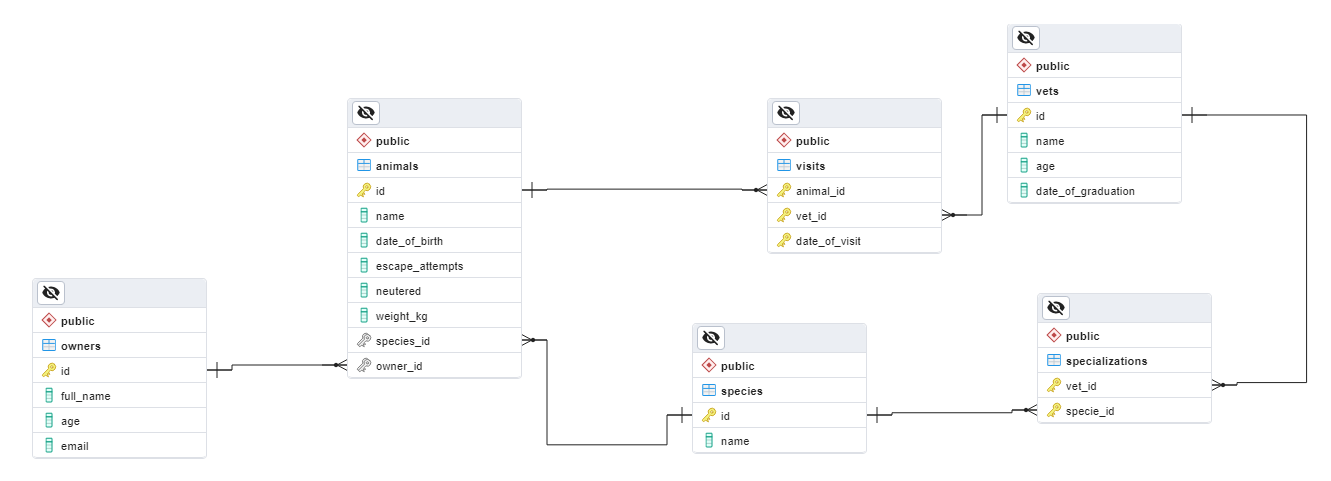 public
vets
id
name
age
date_of_graduation
public
animals
id
name
date_of_birth
escape_attempts
neutered
weight_kg
species_id
owner_id
public
visits
animal_id
vet_id
date_of_visit
public
owners
id
full_name
age
email
public
species
id
name
public
specializations
vet_id
specie_id